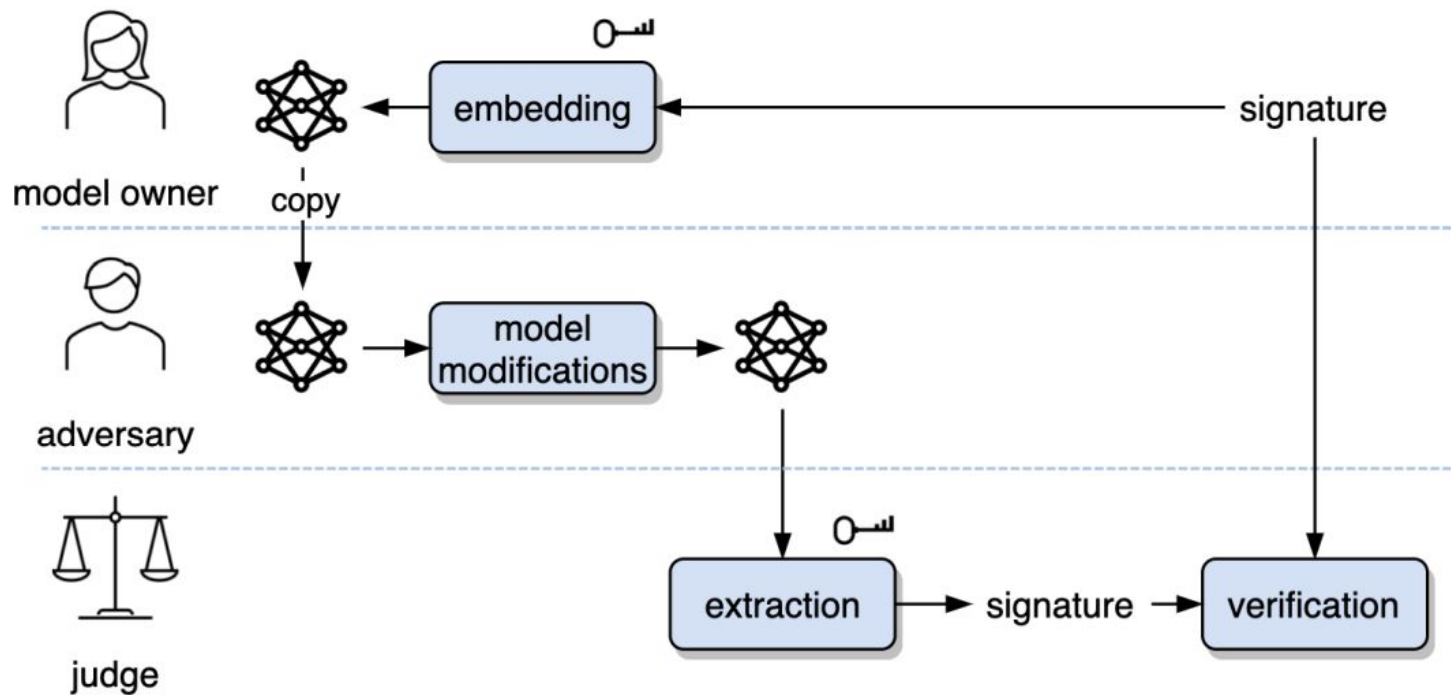 embedding
signature
model owner
copy
model
modifications
adversary
extraction
signature
verification
judge